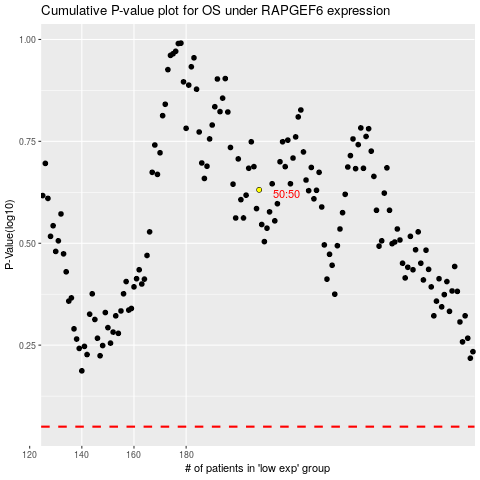 Cumulative P-value plot for OS under RAPGEF6 expression
P-Value(log10)
1.00
0.75
0.50
0.25
50:50
120 140 160 180
# of patients in 'low exp' group